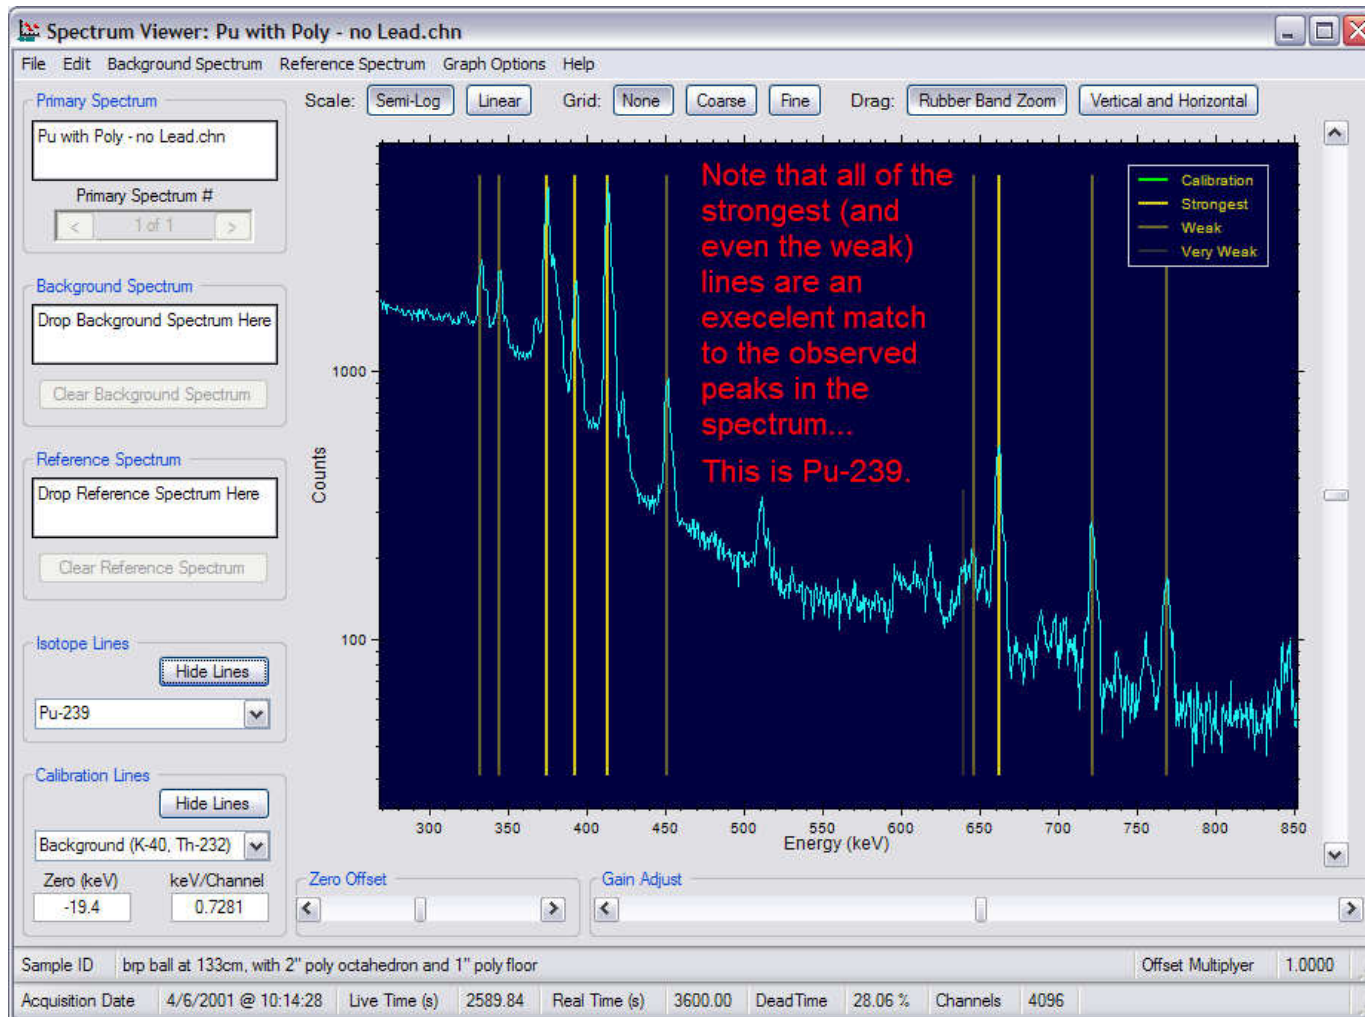 Spectrum Viewer: Pu with Poly - no Lead.chn
File Edit Background Spectrum Reference Spectrum Graph Options Help
Primary Spectrum
Pu with Poly - no Lead.chn
Primary Spectrum #
< 1 of 1 >
Background Spectrum
Drop Background Spectrum Here
Clear Background Spectrum
Reference Spectrum
Drop Reference Spectrum Here
Clear Reference Spectrum
Isotope Lines
Hide Lines
Pu-239
Calibration Lines
Hide Lines
Background (K-40, Th-232)
Zero (keV) keV/Channel
-19.4 0.7281
Scale: Semi-Log Linear Grid: None Coarse Fine Drag: Rubber Band Zoom Vertical and Horizontal
Note that all of the
strongest (and
even the weak)
lines are an
execelent match
to the observed
peaks in the
spectrum...
This is Pu-239.
Calibration
Strongest
Weak
Very Weak
Counts
1000
100
300 350 400 450 500 550 600 650 700 750 800 850
Energy (keV)
Zero Offset
Gain Adjust
Sample ID brp ball at 133cm, with 2" poly octahedron and 1" poly floor Offset Multiplyer 1.0000
Acquisition Date 4/6/2001 @ 10:14:28 Live Time (s) 2589.84 Real Time (s) 3600.00 DeadTime 28.06 % Channels 4096